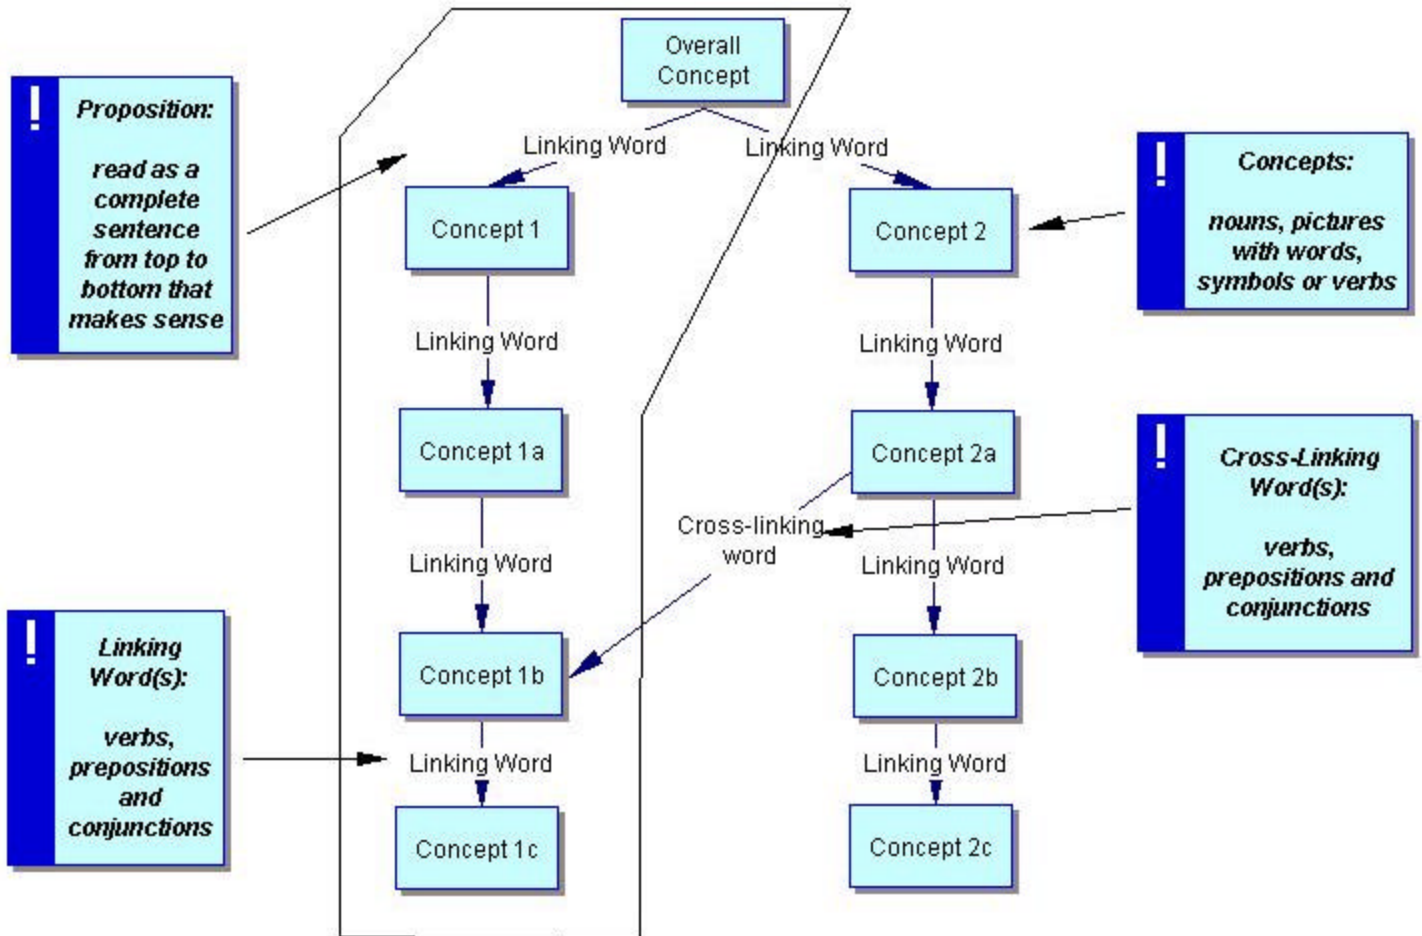 Overall
Concept
!
Proposition:
read as a
complete
sentence
from top to
bottom that
makes sense
Linking Word
Linking Word
!
Concepts:
nouns, pictures
with words,
symbols or verbs
Concept 1
Concept 2
Linking Word
Linking Word
Concept 1a
Concept 2a
!
Cross-Linking
Word(s):
verbs,
prepositions and
conjunctions
Cross-linking
word
Linking Word
Linking Word
!
Linking
Word(s):
verbs,
prepositions
and
conjunctions
Concept 1b
Concept 2b
Linking Word
Linking Word
Concept 1c
Concept 2c